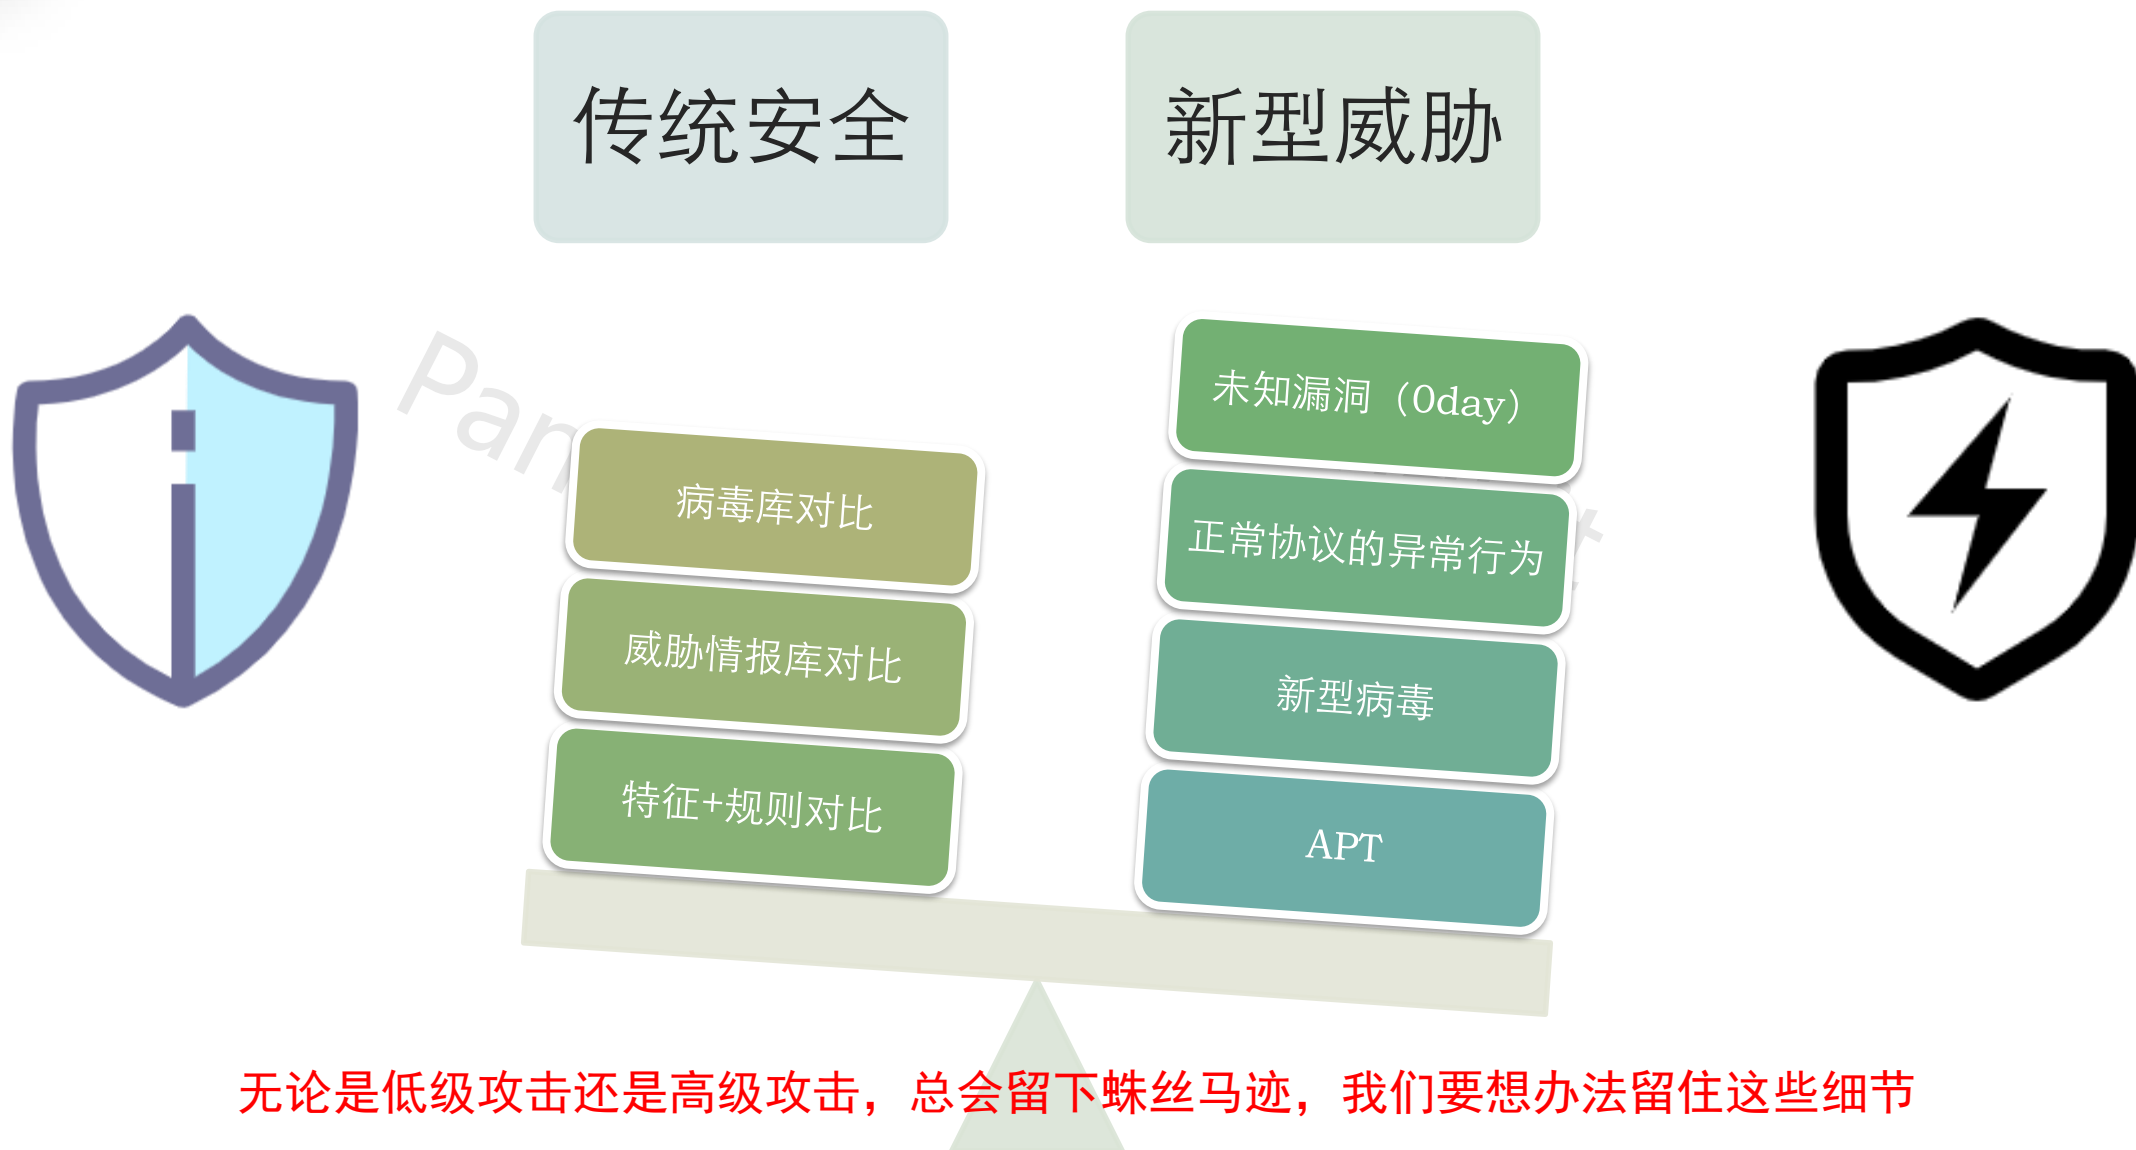 传统安全
新型威胁
病毒库对比
威胁情报库对比
特征+规则对比
未知漏洞（0day）
正常协议的异常行为
新型病毒
APT
无论是低级攻击还是高级攻击，总会留下蛛丝马迹，我们要想办法留住这些细节